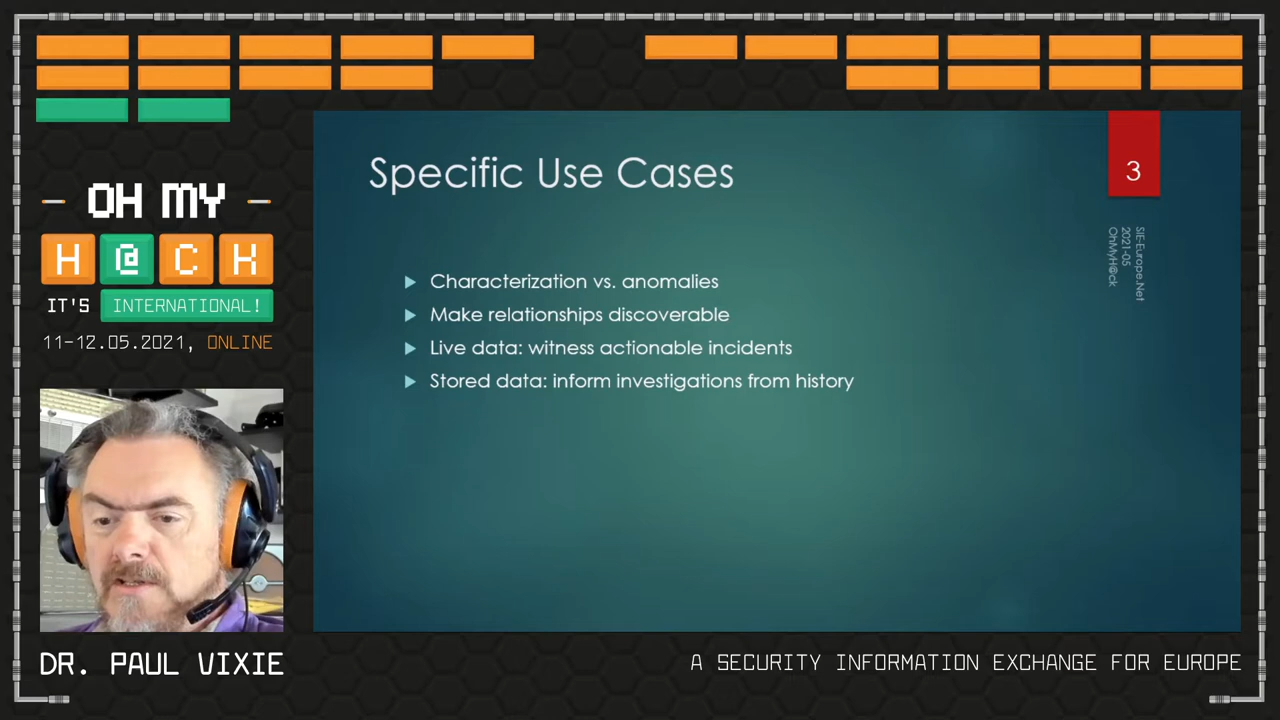 OH MY
H@CK
IT'S INTERNATIONAL!
11-12.05.2021, ONLINE
DR. PAUL VIXIE
Specific Use Cases
Characterization vs. anomalies
Make relationships discoverable
Live data: witness actionable incidents
Stored data: inform investigations from history
3
SIE-Europe.Net
2021-05
OhMyH@ck
A SECURITY INFORMATION EXCHANGE FOR EUROPE